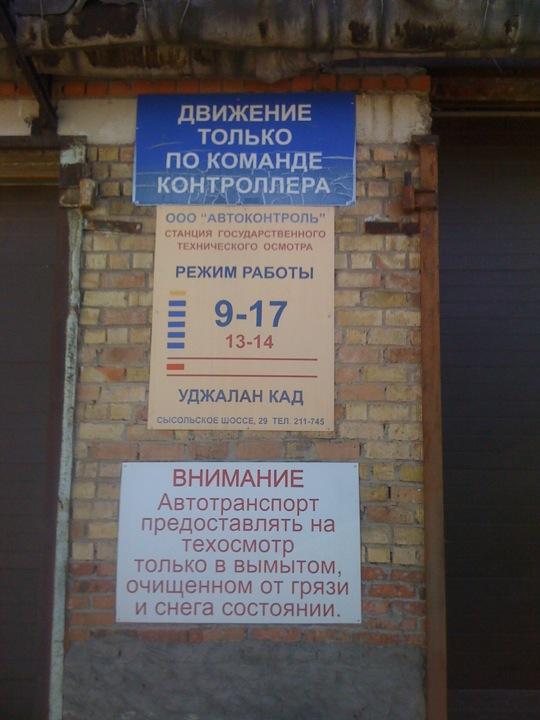 ДВИЖЕНИЕ
ТОЛЬКО
ПО КОМАНДЕ
КОНТРОЛЛЕРА
ООО "АВТОКОНТРОЛЬ"
СТАНЦИЯ ГОСУДАРСТВЕННОГО
ТЕХНИЧЕСКОГО ОСМОТРА
РЕЖИМ РАБОТЫ
9-17
13-14
УДЖАЛАН КАД
СЫСОЛЬСКОЕ ШОССЕ, 29 ТЕЛ. 211-745
ВНИМАНИЕ
Автотранспорт
предоставлять на
техосмотр
только в вымытом,
очищенном от грязи
и снега состоянии.